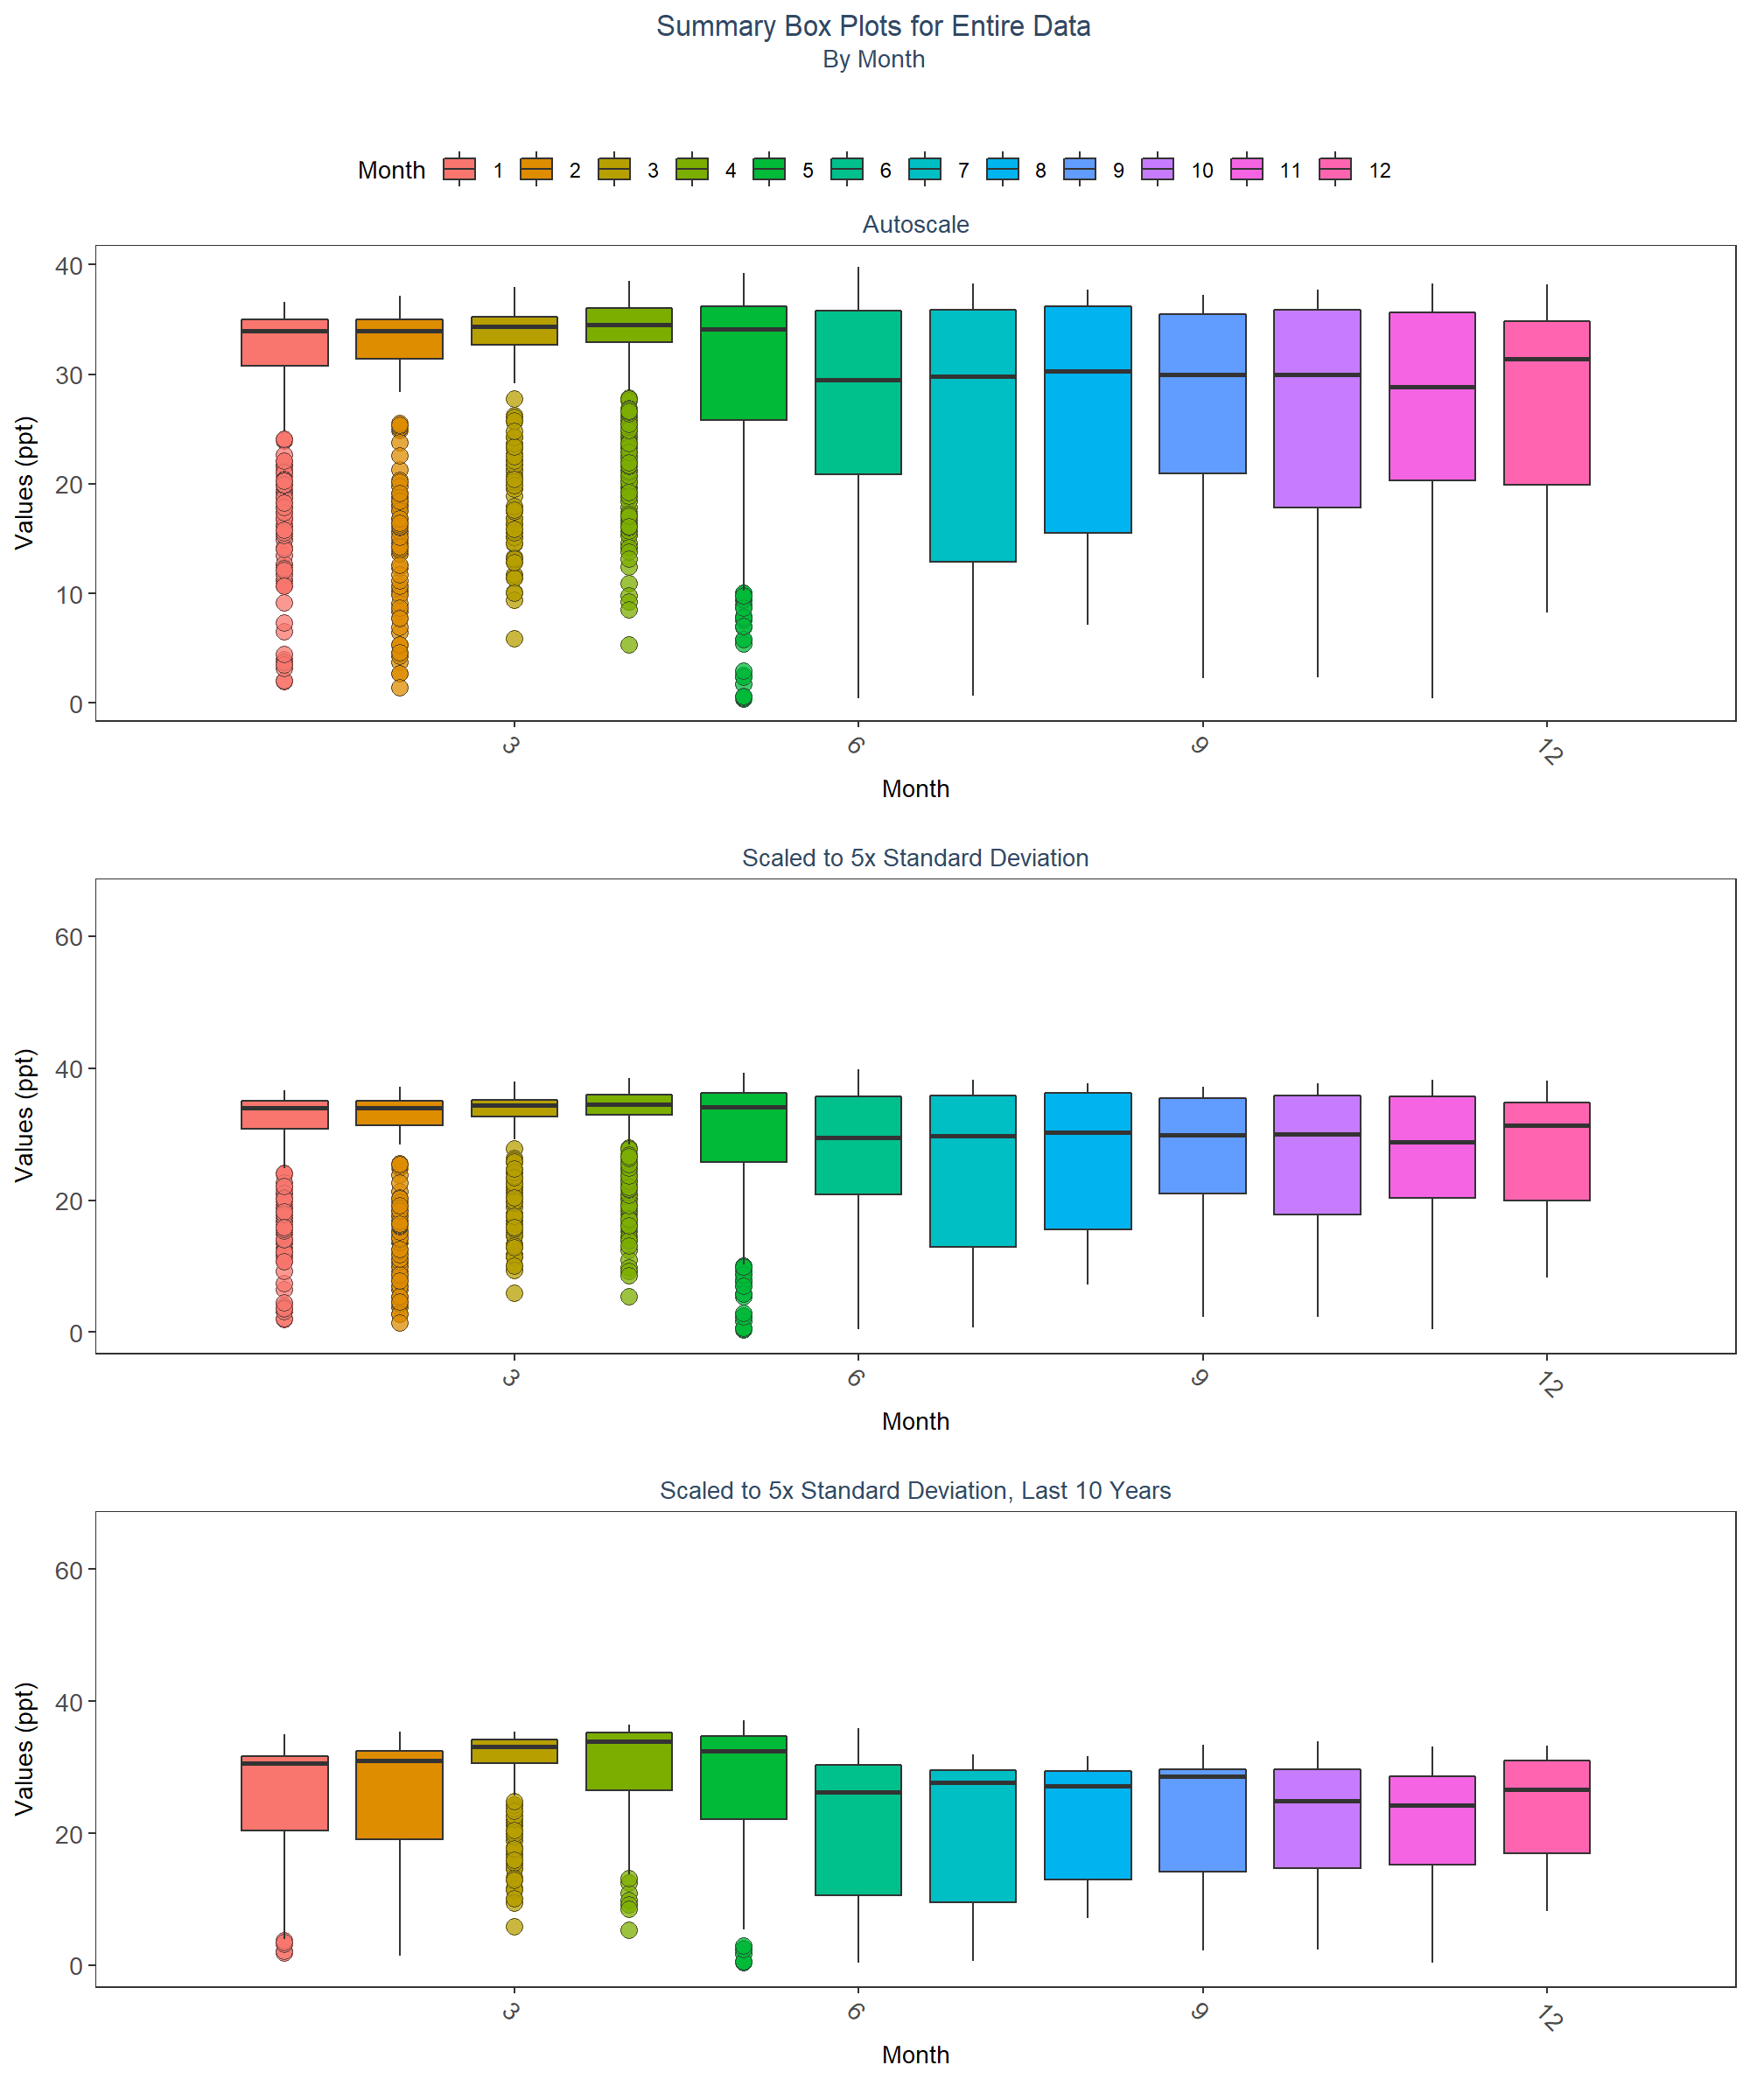 Summary Box Plots for Entire Data
By Month
Month 1 2 3 4 5 6 7 8 9 10 11 12
Autoscale
Values (ppt)
40
30
20
10
0
3 6 9 12
Month
Scaled to 5x Standard Deviation
Values (ppt)
60
40
20
0
3 6 9 12
Month
Scaled to 5x Standard Deviation, Last 10 Years
Values (ppt)
60
40
20
0
3 6 9 12
Month